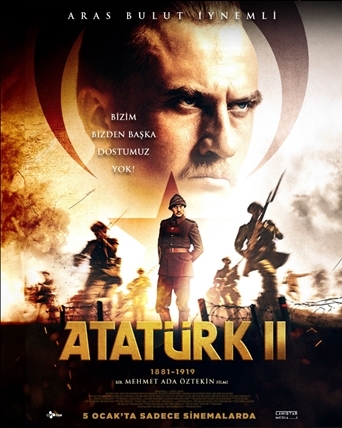 ARAS BULUT İYNEMLİ
BİZİM
BİZDEN BAŞKA
DOSTUMUZ
YOK!
ATATÜRK II
1881-1919
BİR MEHMET ADA ÖZTEKİN FİLMİ
5 OCAK'TA SADECE SİNEMALARDA